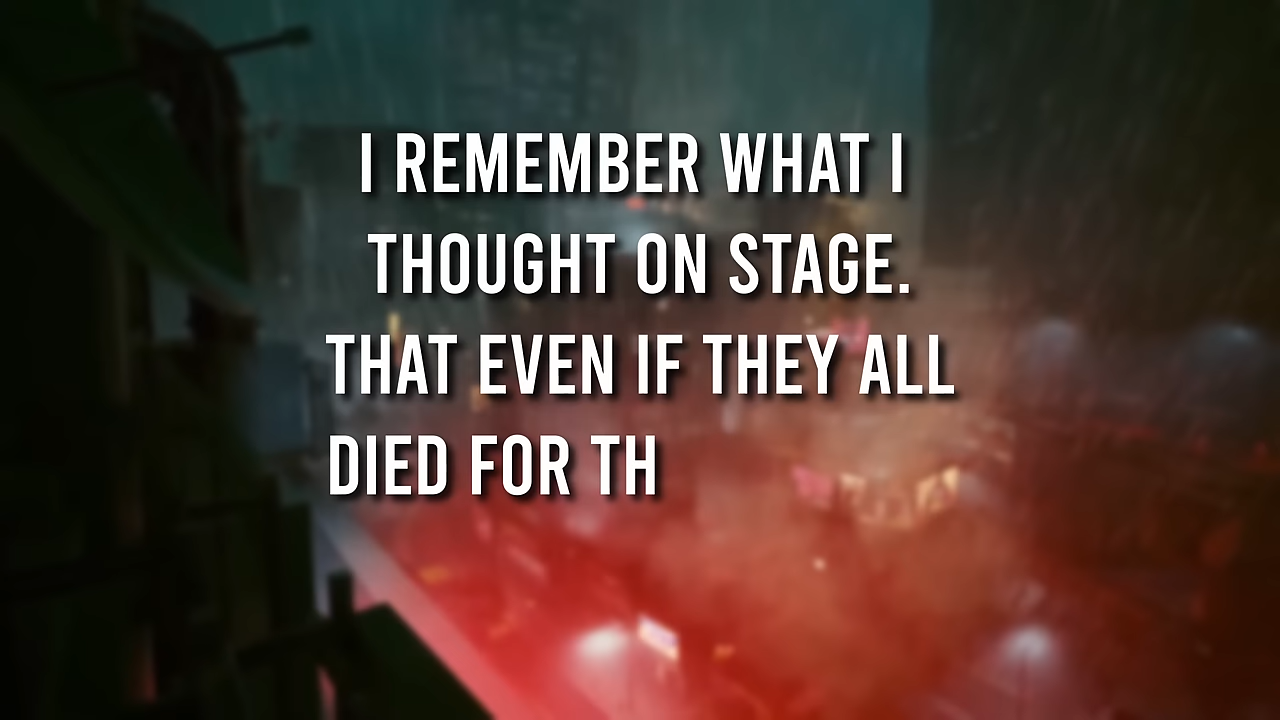 I REMEMBER WHAT I
THOUGHT ON STAGE.
THAT EVEN IF THEY ALL
DIED FOR TH